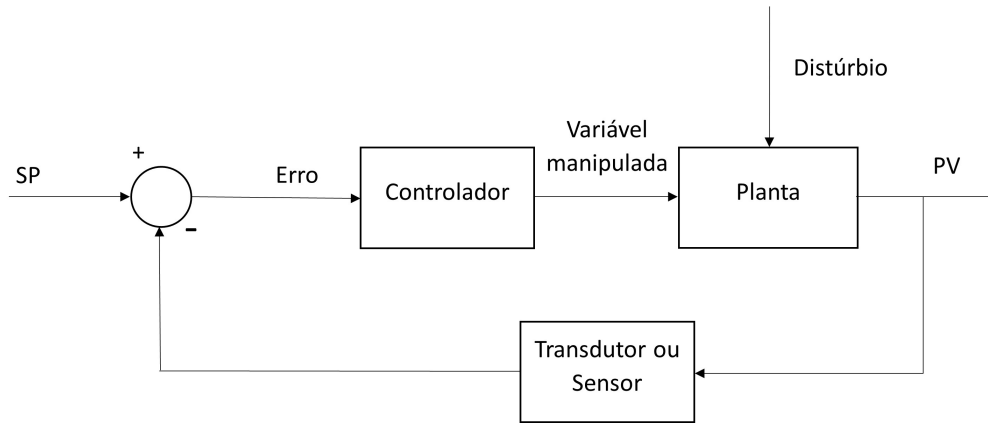 Distúrbio
+
SP
Erro
Controlador
Variável
manipulada
Planta
PV
-
Transdutor ou
Sensor